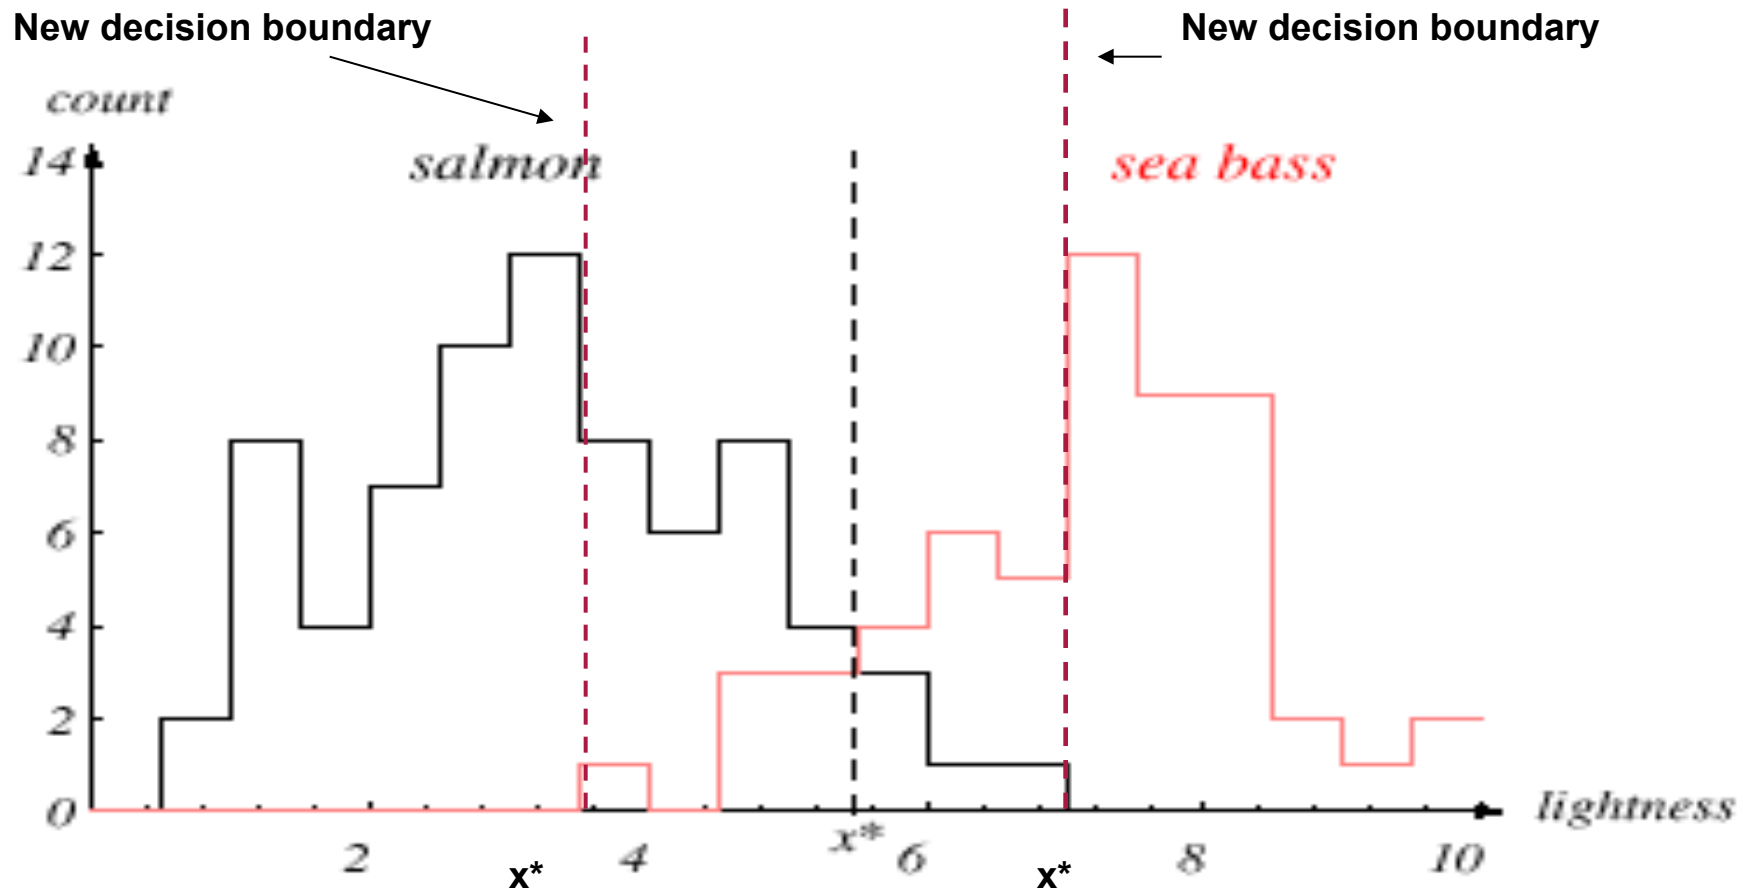 New decision boundary
New decision boundary
count
salmon
sea bass
14
12
10
8
6
4
2
0
lightness
x*
2
4
6
8
10
x*
x*